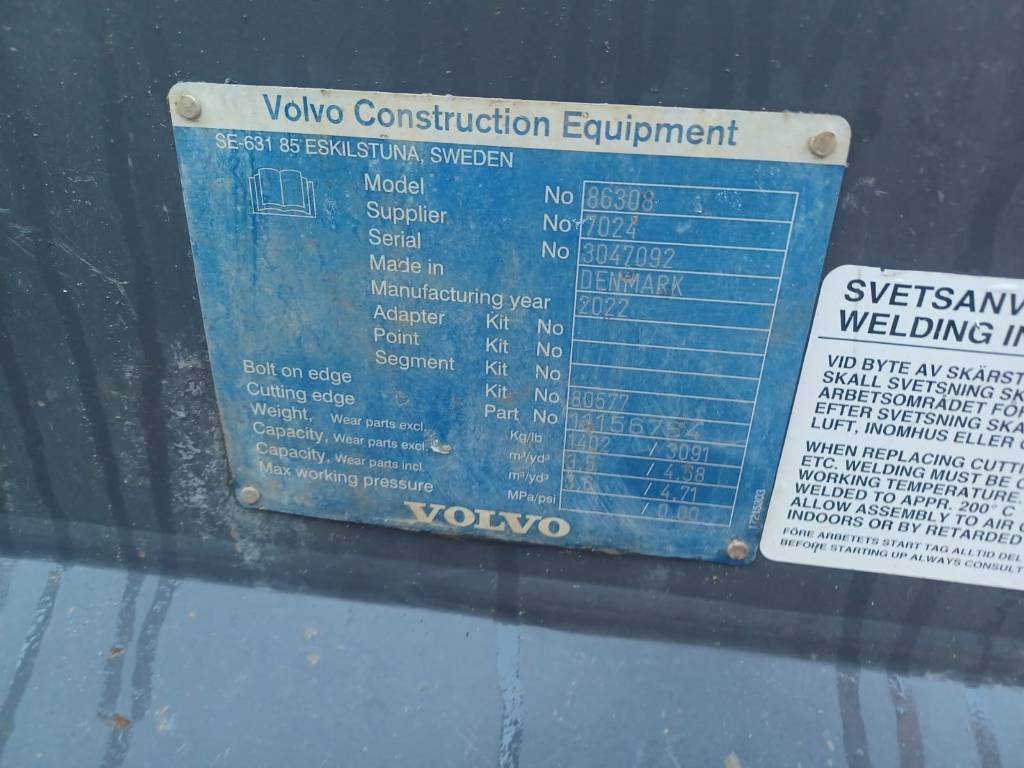 Volvo Construction Equipment
SE-631 85 ESKILSTUNA, SWEDEN
Model No 86308
Supplier No 7024
Serial No 3047092
Made in DENMARK
Manufacturing year 2022
Adapter Kit No
Point Kit No
Segment Kit No
Bolt on edge Kit No 80577
Cutting edge Part No
Weight, Wear parts excl. Kg/lb 1402 / 3091
Capacity, Wear parts excl. m³/yd³ 3.5 / 4.58
Capacity, Wear parts incl. m³/yd³ 3.6 / 4.71
Max working pressure MPa/psi / 0.00
VOLVO
17215303
SVETSANV
WELDING IN
VID BYTE AV SKÄRST
SKALL SVETSNING SK
ARBETSOMRÅDET FÖR
EFTER SVETSNING SKA
LUFT, INOMHUS ELLER
WHEN REPLACING CUTTI
ETC. WELDING MUST BE
WORKING TEMPERATURE.
WELDED TO APPR. 200° C
ALLOW ASSEMBLY TO AIR
INDOORS OR BY RETARDED
FÖRE ARBETETS START TAG ALLTID DEL
BEFORE STARTING UP ALWAYS CONSULT